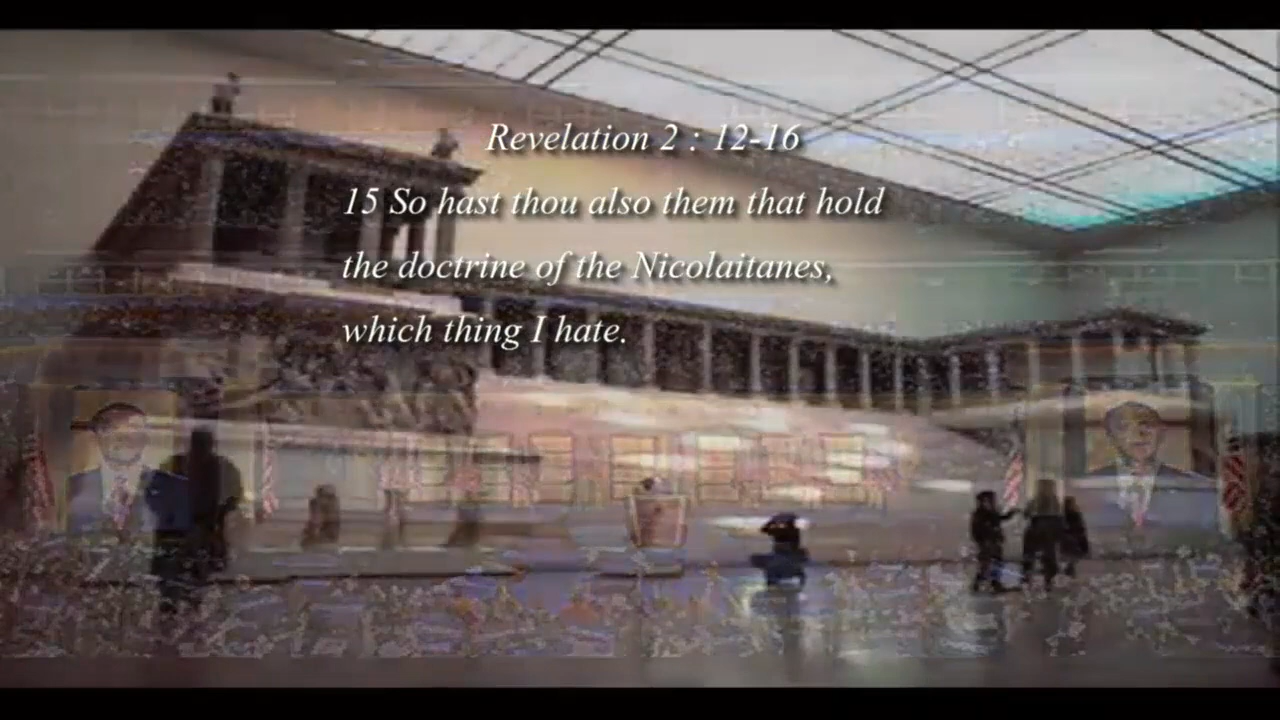 Revelation 2 : 12-16
15 So hast thou also them that hold
the doctrine of the Nicolaitanes,
which thing I hate.